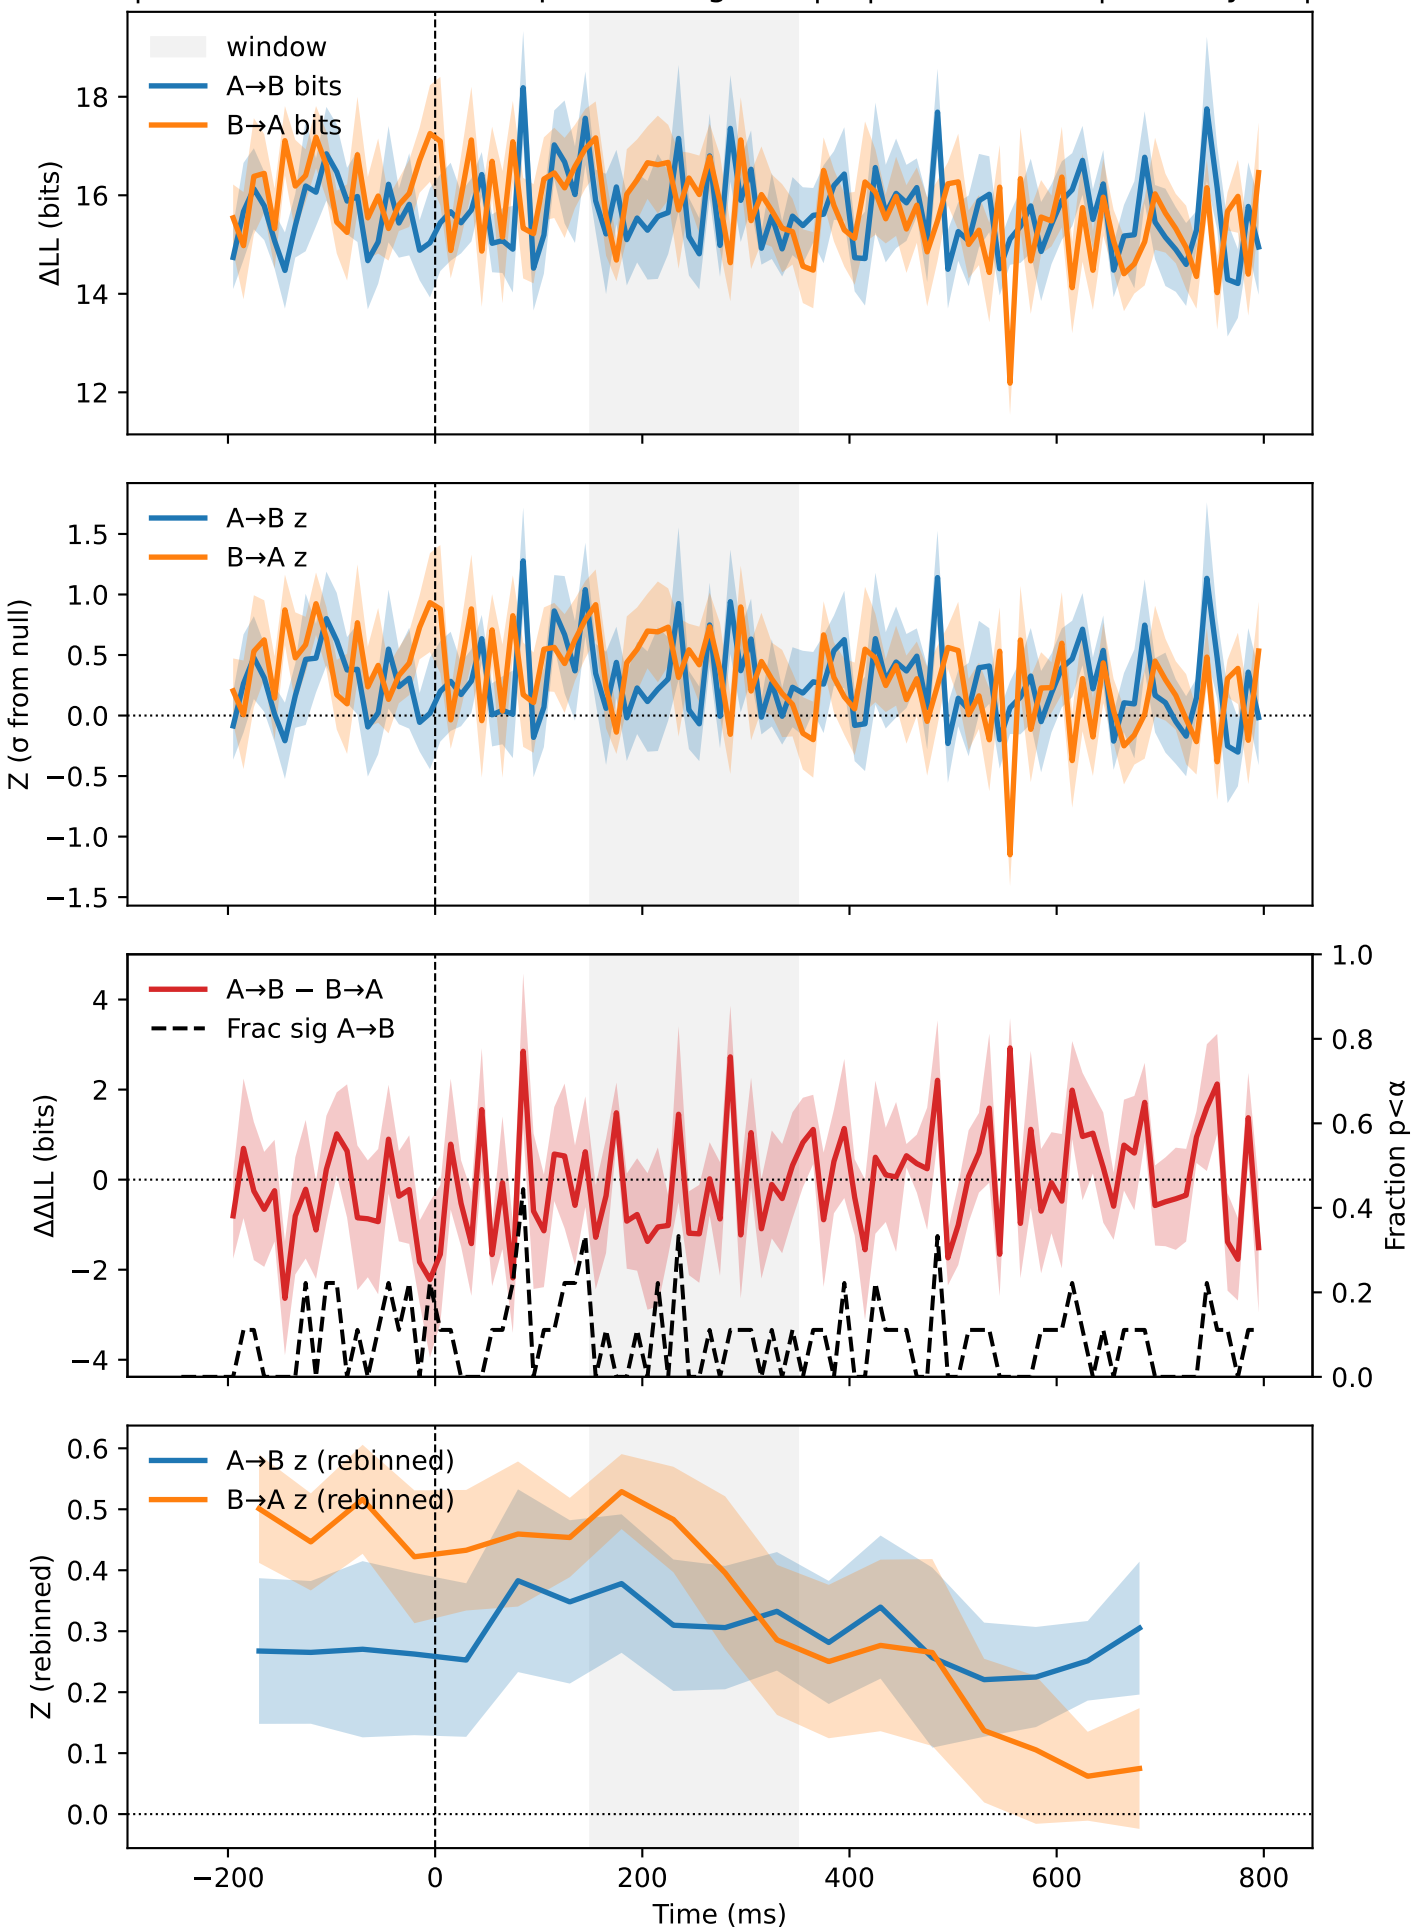 window
A→B bits
B→A bits
18
16
14
12
ΔLL (bits)
A→B z
B→A z
1.5
1.0
0.5
0.0
−0.5
−1.0
−1.5
Z (σ from null)
A→B − B→A
Frac sig A→B
4
2
0
−2
−4
ΔΔLL (bits)
1.0
0.8
0.6
0.4
0.2
0.0
Fraction p<α
A→B z (rebinned)
B→A z (rebinned)
0.6
0.5
0.4
0.3
0.2
0.1
0.0
Z (rebinned)
−200
0
200
400
600
800
Time (ms)